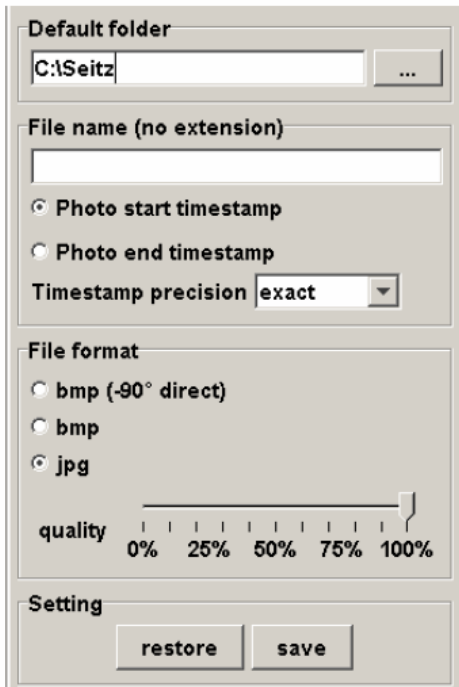 Default folder
C:\Seitz
...
File name (no extension)
Photo start timestamp
Photo end timestamp
Timestamp precision exact
File format
bmp (-90° direct)
bmp
jpg
quality
0% 25% 50% 75% 100%
Setting
restore save